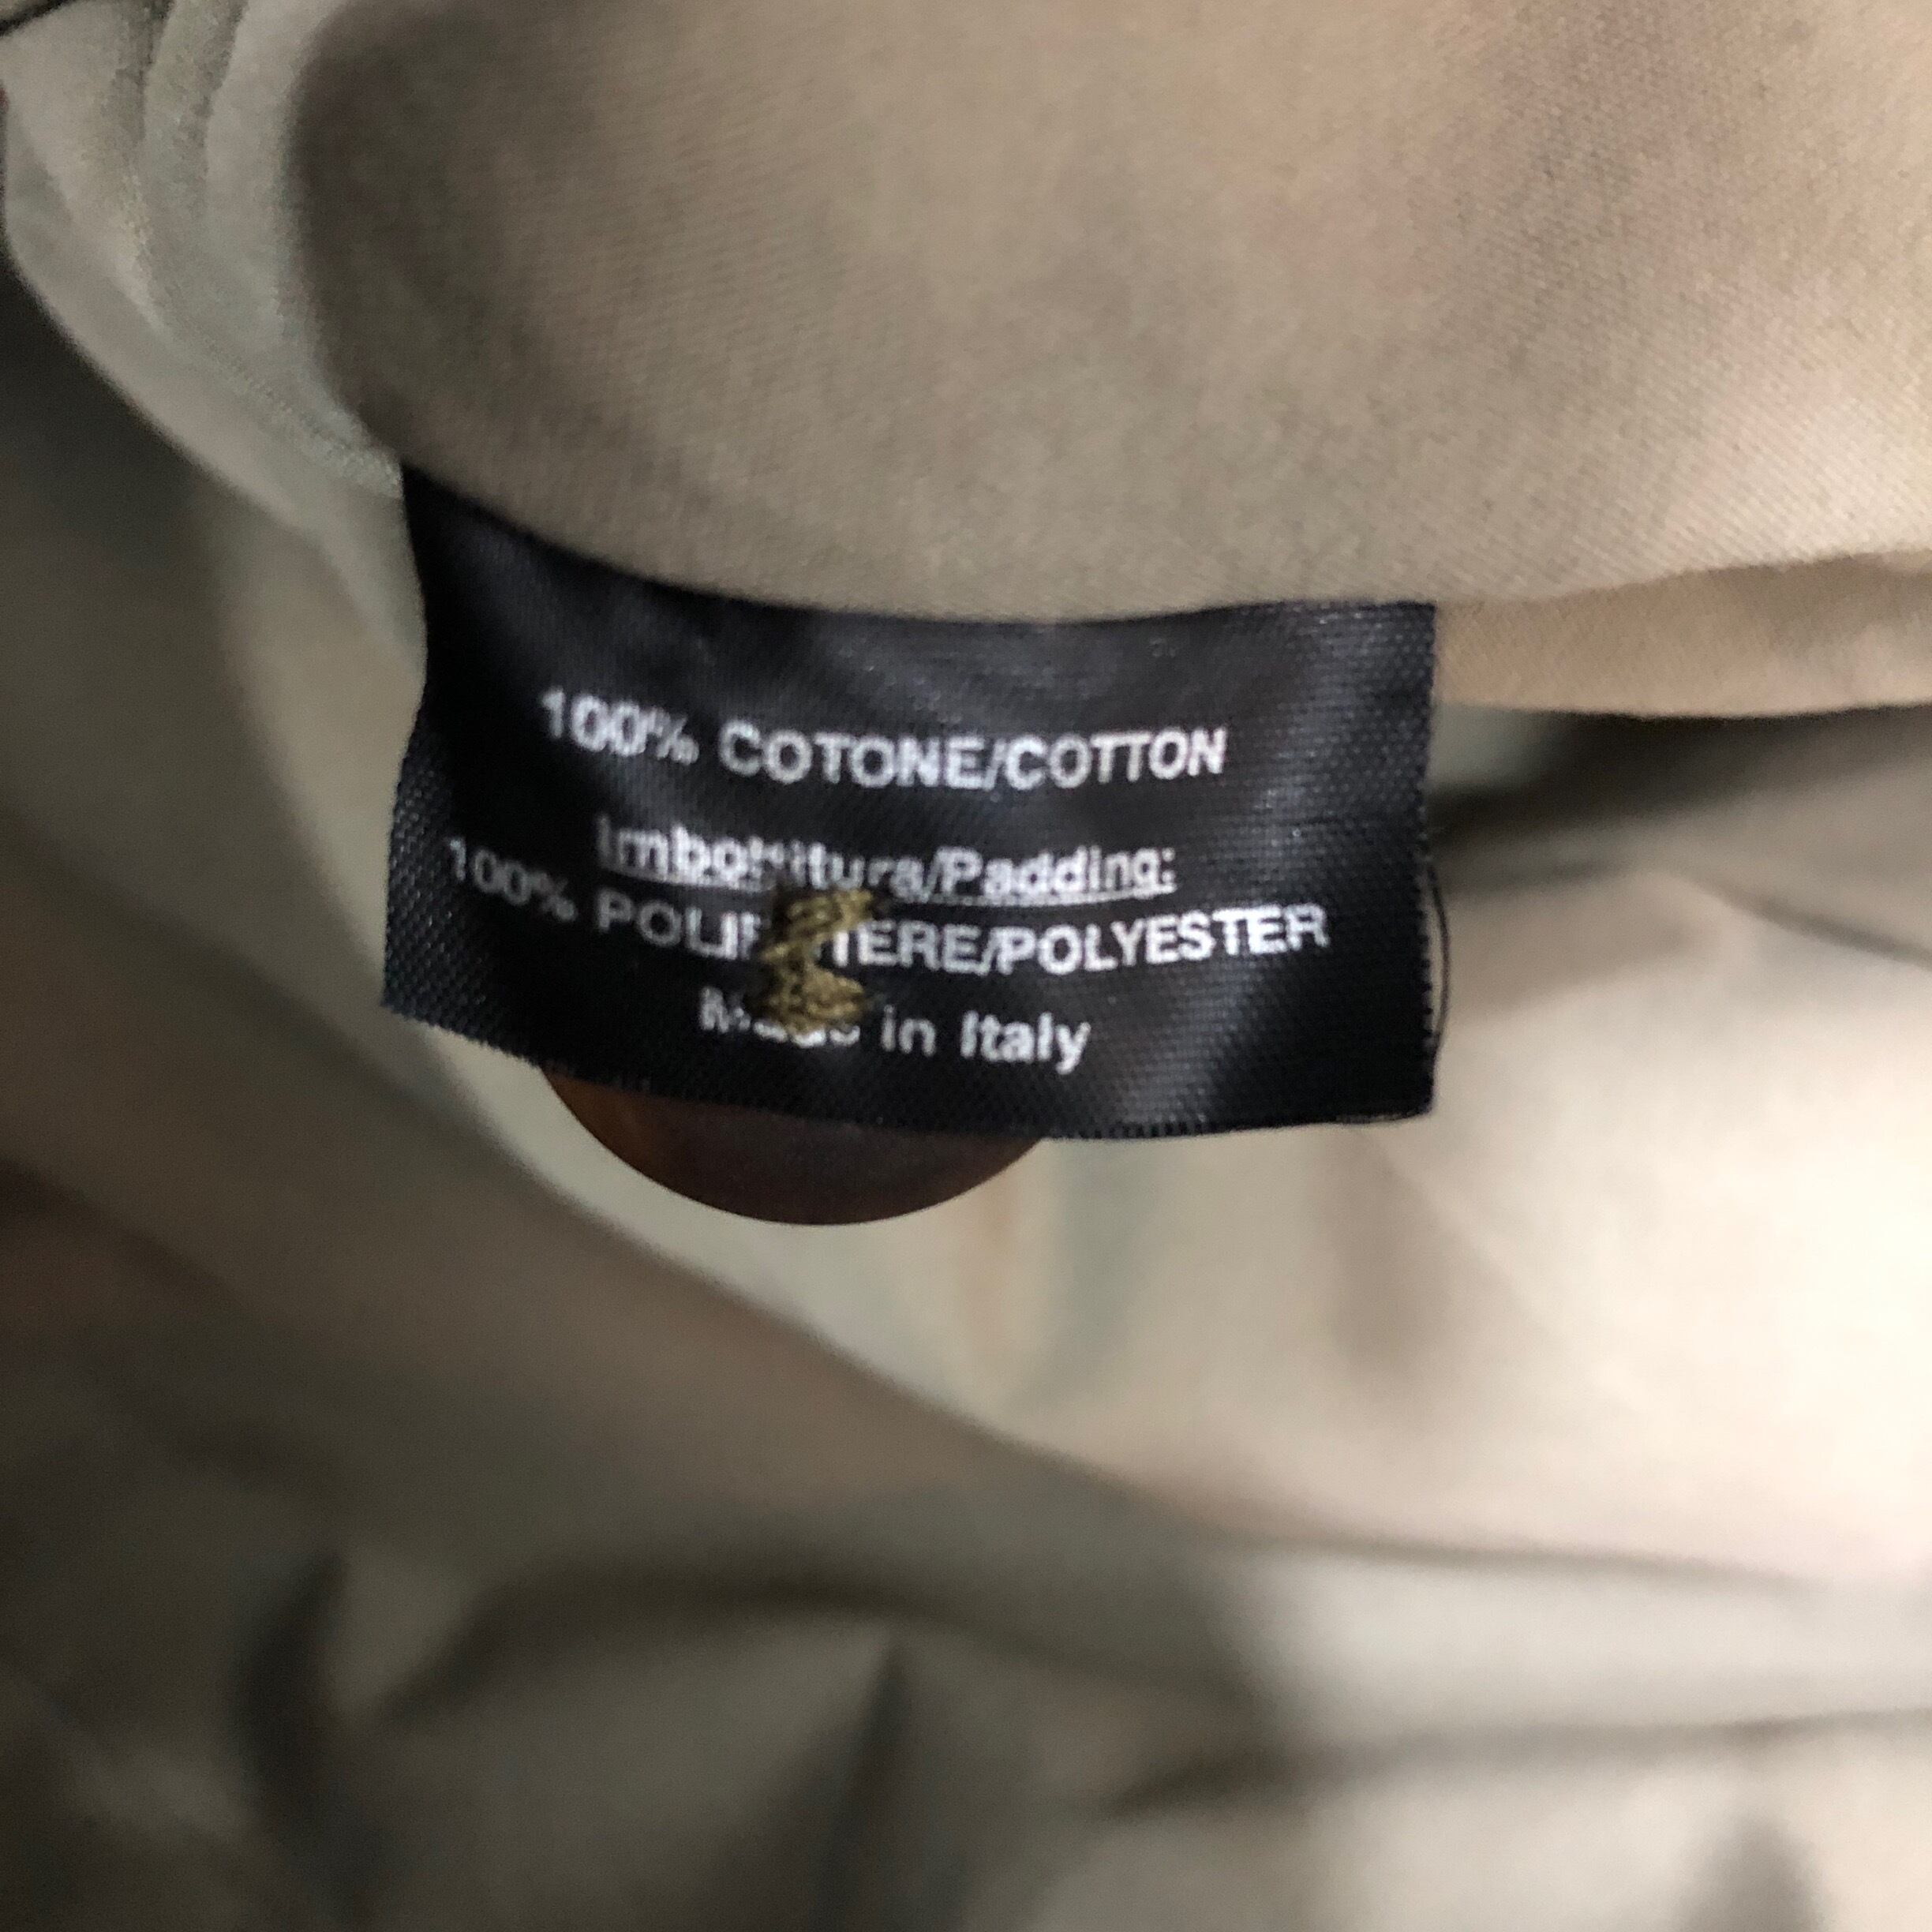 100% COTONE/COTTON
Imbottitura/Padding:
100% POLIESTERE/POLYESTER
Made in Italy